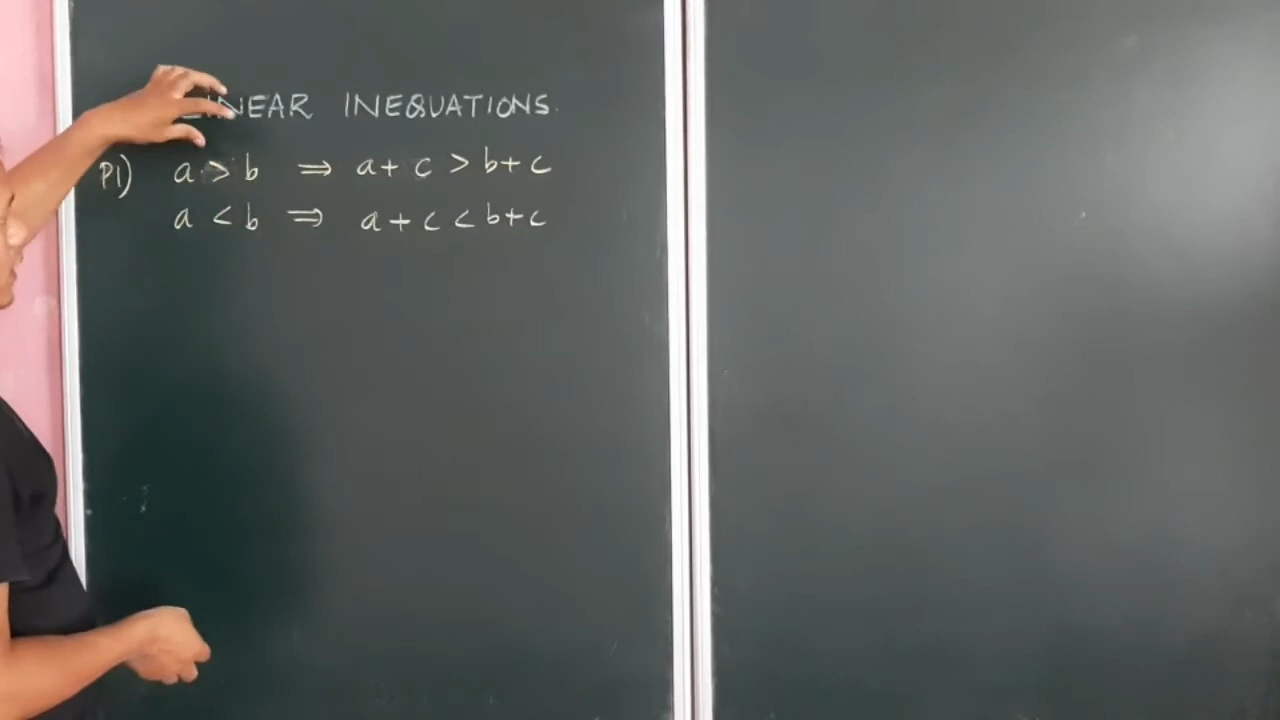 LINEAR INEQUATIONS.
P1) a > b ⇒ a + c > b + c
a < b ⇒ a + c < b + c